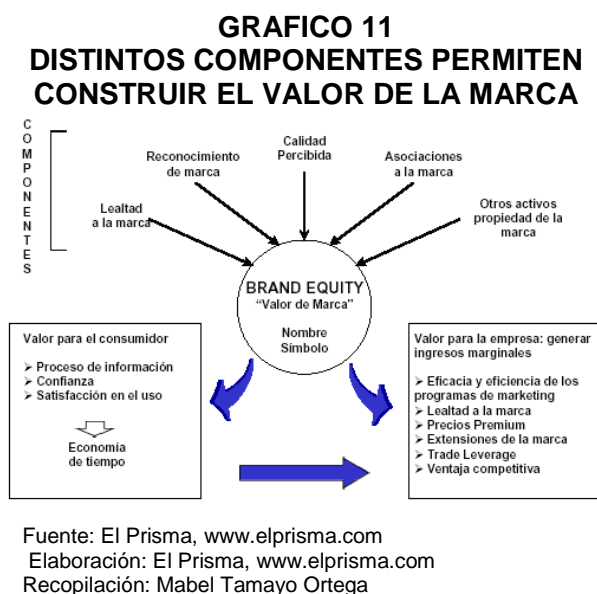 GRAFICO 11
DISTINTOS COMPONENTES PERMITEN
CONSTRUIR EL VALOR DE LA MARCA
COMPONENTES
Lealtad
a la marca
Reconocimiento
de marca
Calidad
Percibida
Asociaciones
a la marca
Otros activos
propiedad de la
marca
BRAND EQUITY
“Valor de Marca”
Nombre
Símbolo
Valor para el consumidor
➢ Proceso de información
➢ Confianza
➢ Satisfacción en el uso
Economía
de tiempo
Valor para la empresa: generar
ingresos marginales
➢ Eficacia y eficiencia de los
programas de marketing
➢ Lealtad a la marca
➢ Precios Premium
➢ Extensiones de la marca
➢ Trade Leverage
➢ Ventaja competitiva
Fuente: El Prisma, www.elprisma.com
Elaboración: El Prisma, www.elprisma.com
Recopilación: Mabel Tamayo Ortega